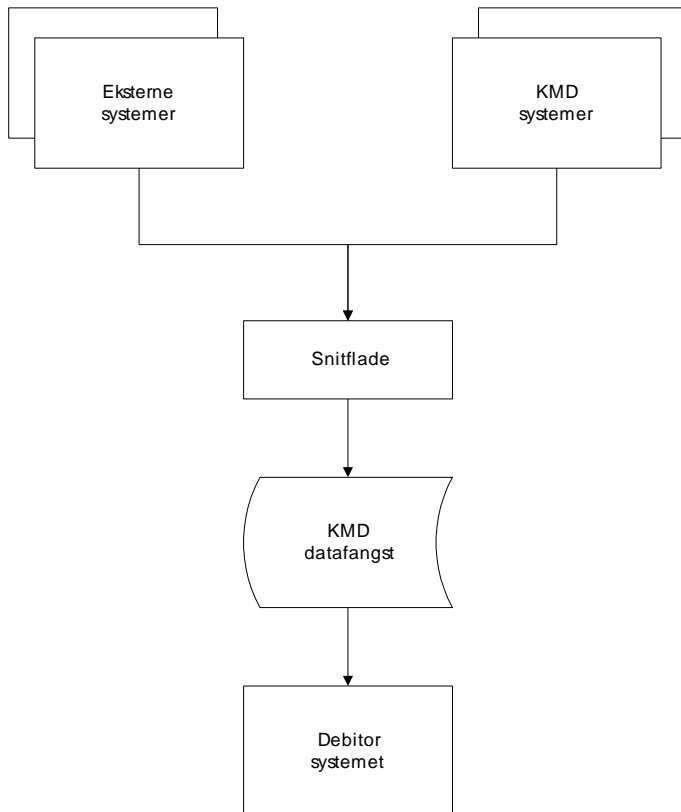 Eksterne
systemer
KMD
systemer
Snitflade
KMD
datafangst
Debitor
systemet